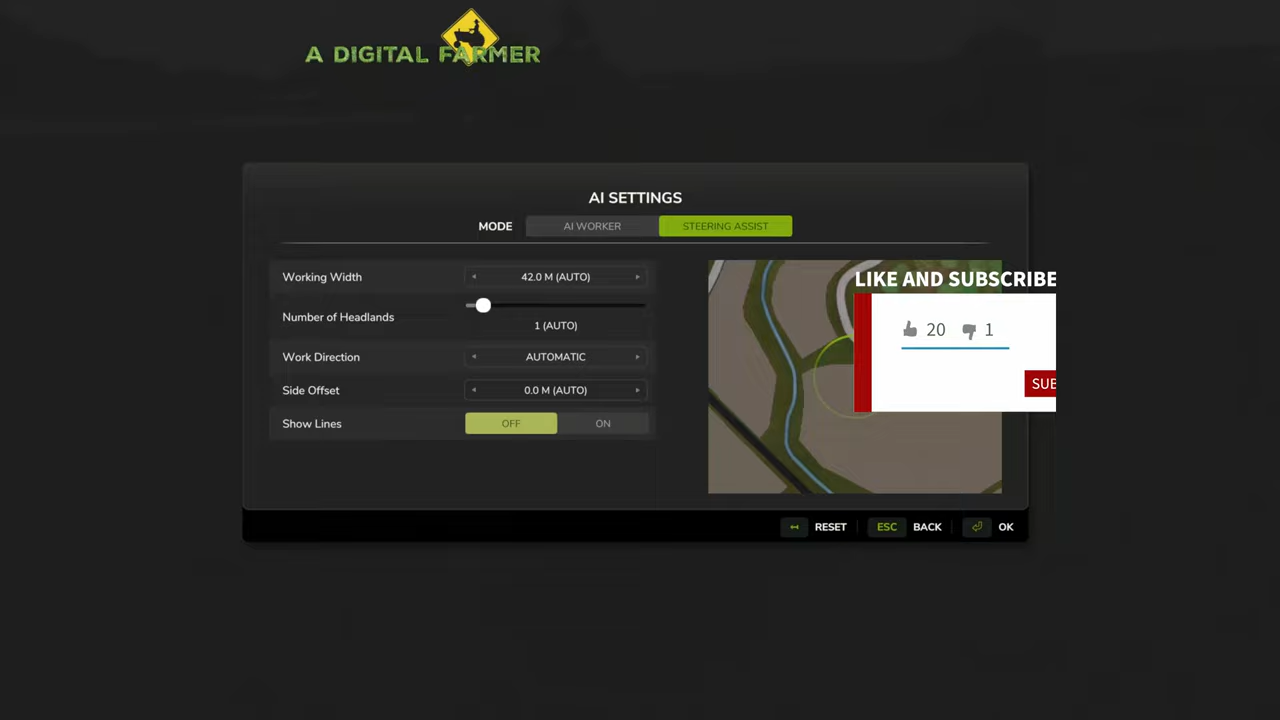 A DIGITAL FARMER
AI SETTINGS
MODE AI WORKER STEERING ASSIST
Working Width 42.0 M (AUTO)
Number of Headlands 1 (AUTO)
Work Direction AUTOMATIC
Side Offset 0.0 M (AUTO)
Show Lines OFF ON
LIKE AND SUBSCRIBE
20 1
SUB
RESET ESC BACK OK